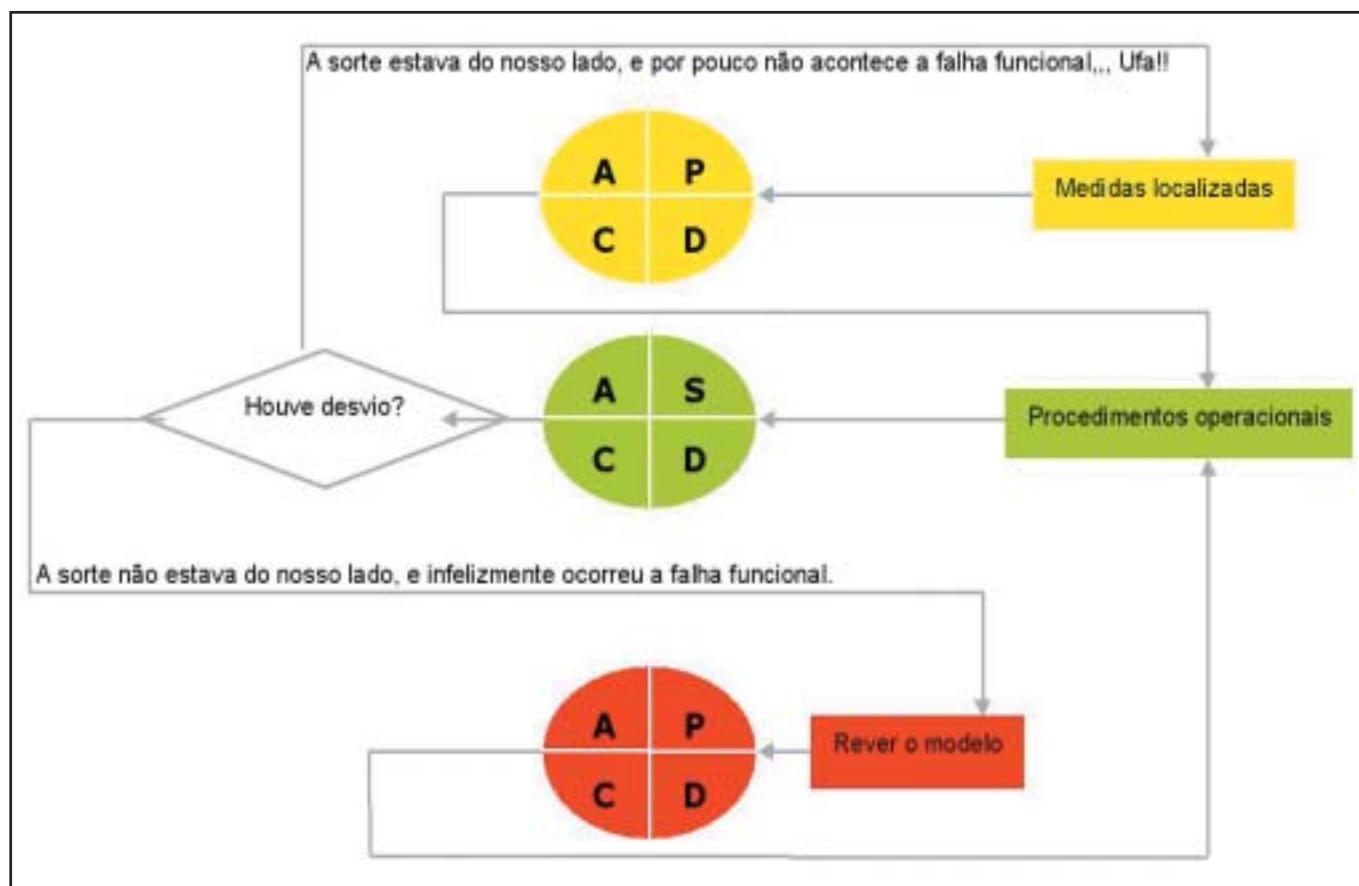 A sorte estava do nosso lado, e por pouco não acontece a falha funcional,,, Ufa!!
A P
Medidas localizadas
C D
A S
Houve desvio?
Procedimentos operacionais
C D
A sorte não estava do nosso lado, e infelizmente ocorreu a falha funcional.
A P
Rever o modelo
C D